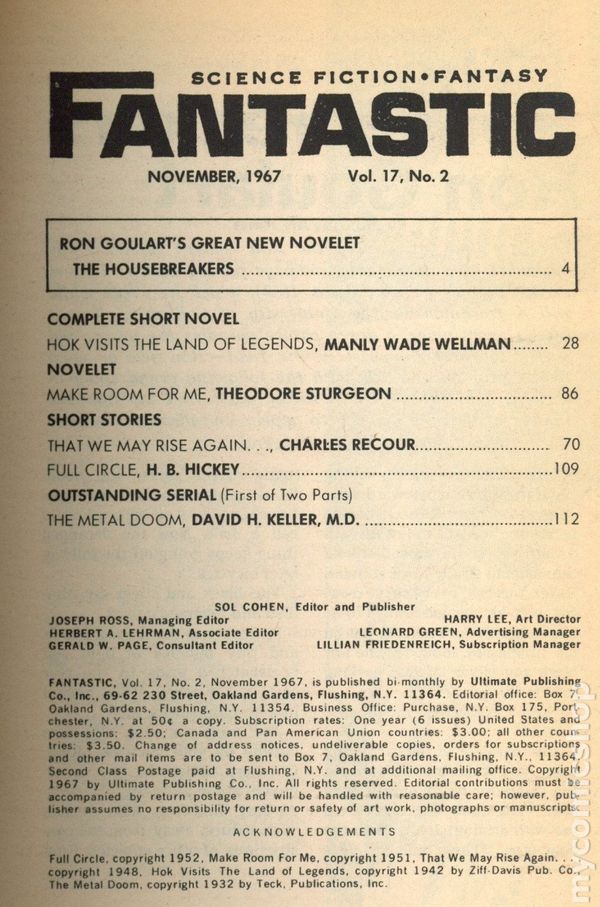 SCIENCE FICTION • FANTASY
FANTASTIC
NOVEMBER, 1967 Vol. 17, No. 2
RON GOULART'S GREAT NEW NOVELET
THE HOUSEBREAKERS ........ 4
COMPLETE SHORT NOVEL
HOK VISITS THE LAND OF LEGENDS, MANLY WADE WELLMAN ........ 28
NOVELET
MAKE ROOM FOR ME, THEODORE STURGEON ........ 86
SHORT STORIES
THAT WE MAY RISE AGAIN. . ., CHARLES RECOUR ........ 70
FULL CIRCLE, H. B. HICKEY ........ 109
OUTSTANDING SERIAL (First of Two Parts)
THE METAL DOOM, DAVID H. KELLER, M.D. ........ 112
SOL COHEN, Editor and Publisher
JOSEPH ROSS, Managing Editor HARRY LEE, Art Director
HERBERT A. LEHRMAN, Associate Editor LEONARD GREEN, Advertising Manager
GERALD W. PAGE, Consultant Editor LILLIAN FRIEDENREICH, Subscription Manager
FANTASTIC, Vol. 17, No. 2, November 1967, is published bi-monthly by Ultimate Publishing
Co., Inc., 69-62 230 Street, Oakland Gardens, Flushing, N.Y. 11364. Editorial office: Box 7,
Oakland Gardens, Flushing, N.Y. 11354. Business Office: Purchase, N.Y. Box 175, Port
chester, N.Y. at 50¢ a copy. Subscription rates: One year (6 issues) United States and
possessions: $2.50; Canada and Pan American Union countries: $3.00; all other coun
tries: $3.50. Change of address notices, undeliverable copies, orders for subscriptions
and other mail items are to be sent to Box 7, Oakland Gardens, Flushing, N.Y., 11364.
Second Class Postage paid at Flushing, N.Y. and at additional mailing office. Copyright
1967 by Ultimate Publishing Co., Inc. All rights reserved. Editorial contributions must be
accompanied by return postage and will be handled with reasonable care; however, pub
lisher assumes no responsibility for return or safety of art work, photographs or manuscripts.
ACKNOWLEDGEMENTS
Full Circle, copyright 1952, Make Room For Me, copyright 1951, That We May Rise Again. . .
copyright 1948, Hok Visits The Land of Legends, copyright 1942 by Ziff-Davis Pub. Co.,
The Metal Doom, copyright 1932 by Teck, Publications, Inc.
mycomicshop